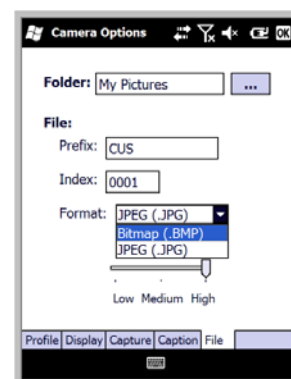 Camera Options OK
Folder: My Pictures ...
File:
Prefix: CUS
Index: 0001
Format: JPEG (.JPG)
Bitmap (.BMP)
JPEG (.JPG)
Low Medium High
Profile Display Capture Caption File